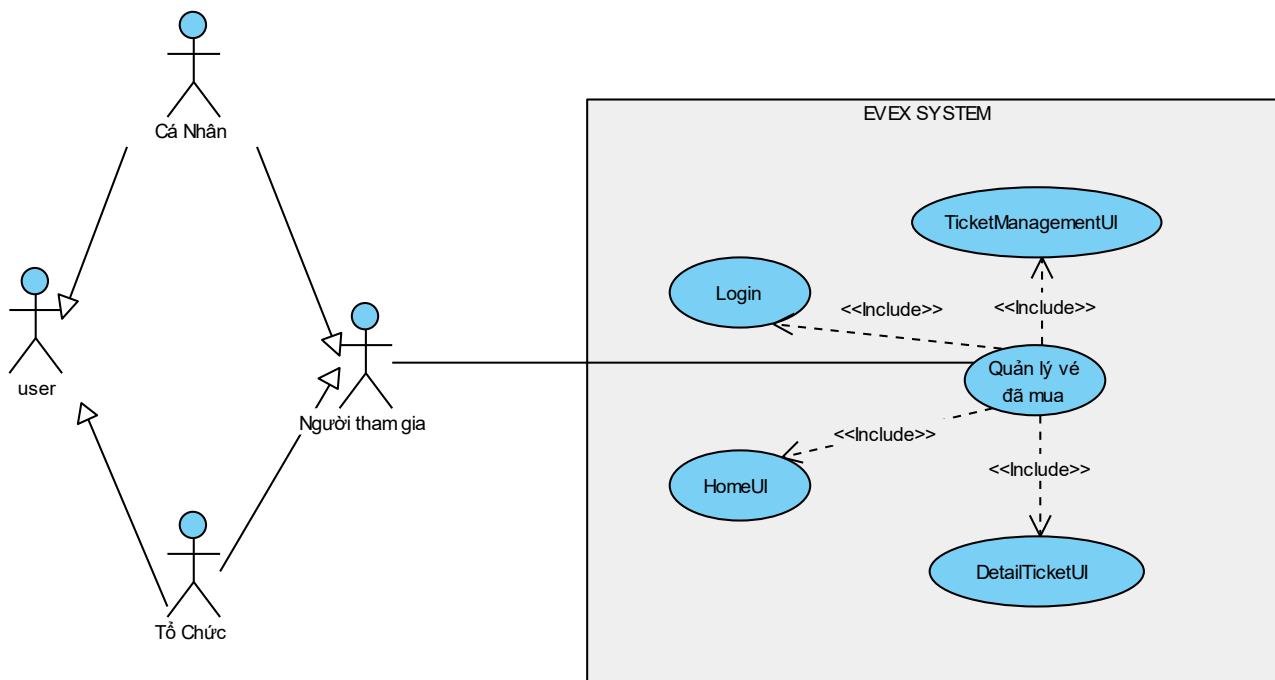 Cá Nhân
EVEX SYSTEM
TicketManagementUI
Login
<<Include>>
<<Include>>
user
Quản lý vé
đã mua
Người tham gia
<<Include>>
<<Include>>
HomeUI
DetailTicketUI
Tổ Chức